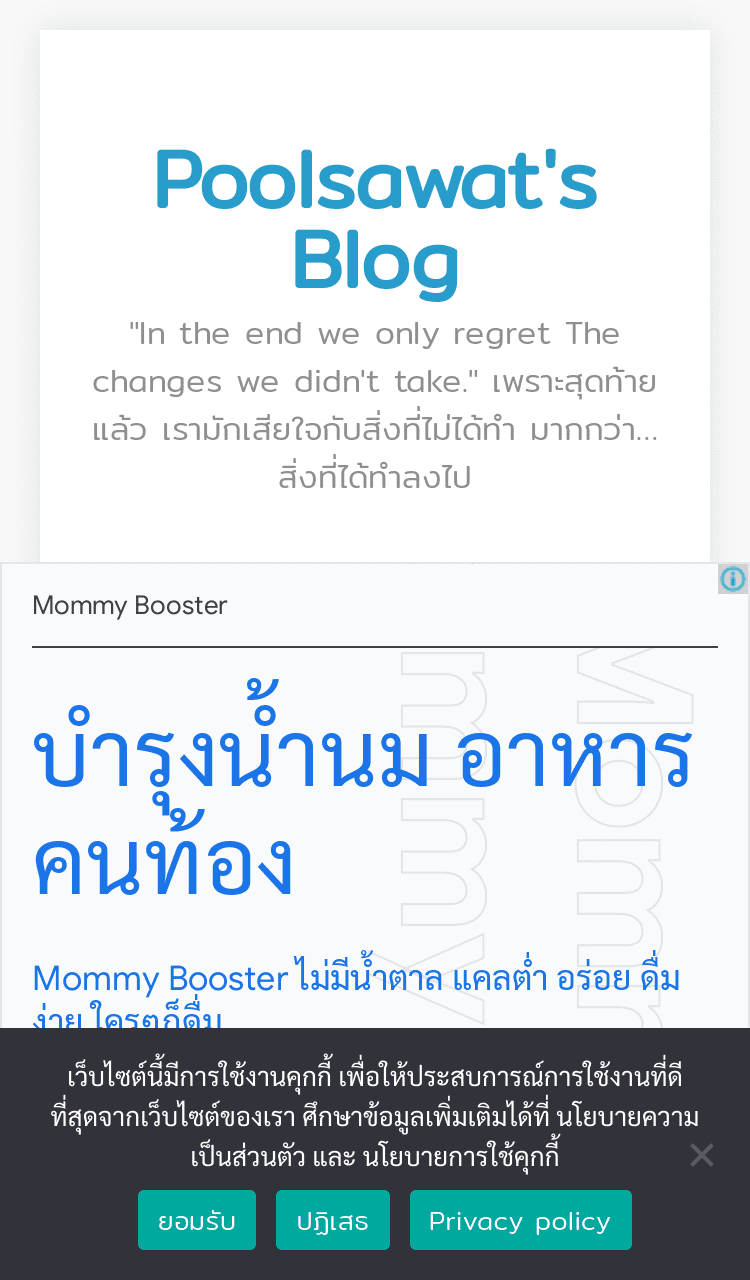 Poolsawat's
Blog
"In the end we only regret The
changes we didn't take." เพราะสุดท้าย
แล้ว เรามักเสียใจกับสิ่งที่ไม่ได้ทำ มากกว่า...
สิ่งที่ได้ทำลงไป
Mommy Booster
บำรุงน้ำนม อาหาร
คนท้อง
Mommy Booster ไม่มีน้ำตาล แคลต่ำ อร่อย ดื่ม
ง่าย ใครๆก็ดื่ม
เว็บไซต์นี้มีการใช้งานคุกกี้ เพื่อให้ประสบการณ์การใช้งานที่ดี
ที่สุดจากเว็บไซต์ของเรา ศึกษาข้อมูลเพิ่มเติมได้ที่ นโยบายความ
เป็นส่วนตัว และ นโยบายการใช้คุกกี้
ยอมรับ
ปฏิเสธ
Privacy policy